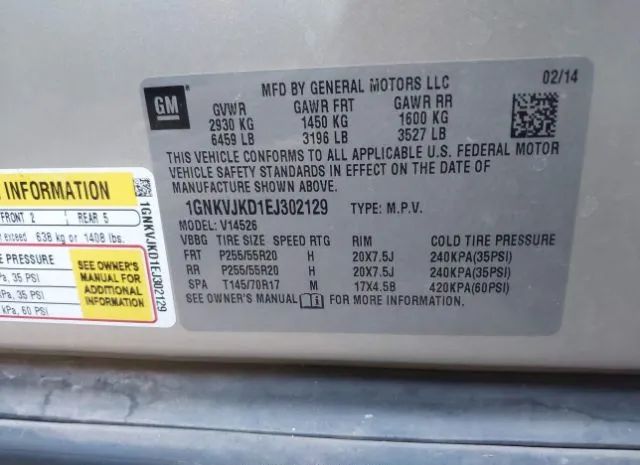 GM
MFD BY GENERAL MOTORS LLC
02/14
GVWR GAWR FRT GAWR RR
2930 KG 1450 KG 1600 KG
6459 LB 3196 LB 3527 LB
THIS VEHICLE CONFORMS TO ALL APPLICABLE U.S. FEDERAL MOTOR
VEHICLE SAFETY STANDARDS IN EFFECT ON THE DATE OF
MANUFACTURE SHOWN ABOVE.
1GNKVJKD1EJ302129 TYPE: M.P.V.
MODEL: V14526
VBBG TIRE SIZE SPEED RTG RIM COLD TIRE PRESSURE
FRT P255/55R20 H 20X7.5J 240KPA(35PSI)
RR P255/55R20 H 20X7.5J 240KPA(35PSI)
SPA T145/70R17 M 17X4.5B 420KPA(60PSI)
SEE OWNER'S MANUAL i FOR MORE INFORMATION.
INFORMATION
FRONT 2 REAR 5
exceed 638 kg or 1408 lbs.
E PRESSURE
Pa, 35 PSI
kPa, 35 PSI
kPa, 60 PSI
SEE OWNER'S
MANUAL FOR
ADDITIONAL
INFORMATION
1GNKVJKD1EJ302129